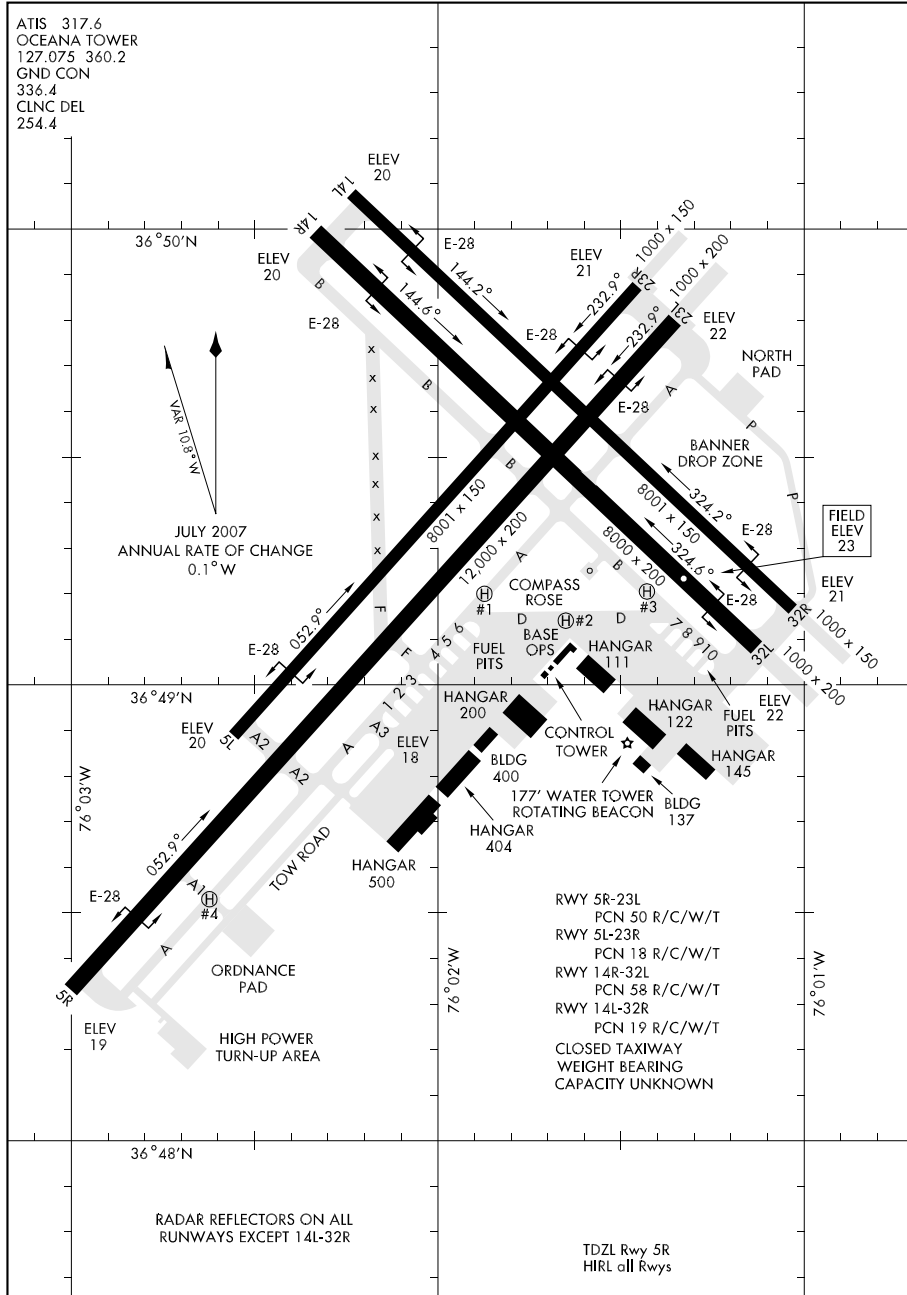 ATIS 317.6
OCEANA TOWER
127.075 360.2
GND CON
336.4
CLNC DEL
254.4
ELEV
20
14L
14R
36°50'N
ELEV
20
E-28
144.2°
144.6°
E-28
ELEV
21
23R
1000 x 150
1000 x 200
23L
232.9°
232.9°
ELEV
22
E-28
E-28
NORTH
PAD
B
B
B
B
A
P
P
x
x
x
x
x
x
x
VAR 10.8°W
JULY 2007
ANNUAL RATE OF CHANGE
0.1°W
BANNER
DROP ZONE
324.2°
8001 x 150
E-28
FIELD
ELEV
23
8001 x 150
12,000 x 200
8000 x 200
324.6°
E-28
A
COMPASS
ROSE
H
#1
H
#2
H
#3
D
D
7 8 9 10
32R
ELEV
21
1000 x 150
32L
1000 x 200
ELEV
22
FUEL
PITS
F
F
052.9°
E-28
1 2 3 4 5 6
FUEL
PITS
BASE
OPS
HANGAR
111
36°49'N
HANGAR
200
CONTROL
TOWER
HANGAR
122
HANGAR
145
ELEV
20
5L
A2
A2
A
A3
ELEV
18
BLDG
400
177' WATER TOWER
ROTATING BEACON
BLDG
137
HANGAR
404
HANGAR
500
76°03'W
052.9°
TOW ROAD
E-28
A1
H
#4
A
5R
ELEV
19
ORDNANCE
PAD
HIGH POWER
TURN-UP AREA
76°02'W
76°01'W
RWY 5R-23L
PCN 50 R/C/W/T
RWY 5L-23R
PCN 18 R/C/W/T
RWY 14R-32L
PCN 58 R/C/W/T
RWY 14L-32R
PCN 19 R/C/W/T
CLOSED TAXIWAY
WEIGHT BEARING
CAPACITY UNKNOWN
36°48'N
RADAR REFLECTORS ON ALL
RUNWAYS EXCEPT 14L-32R
TDZL Rwy 5R
HIRL all Rwys